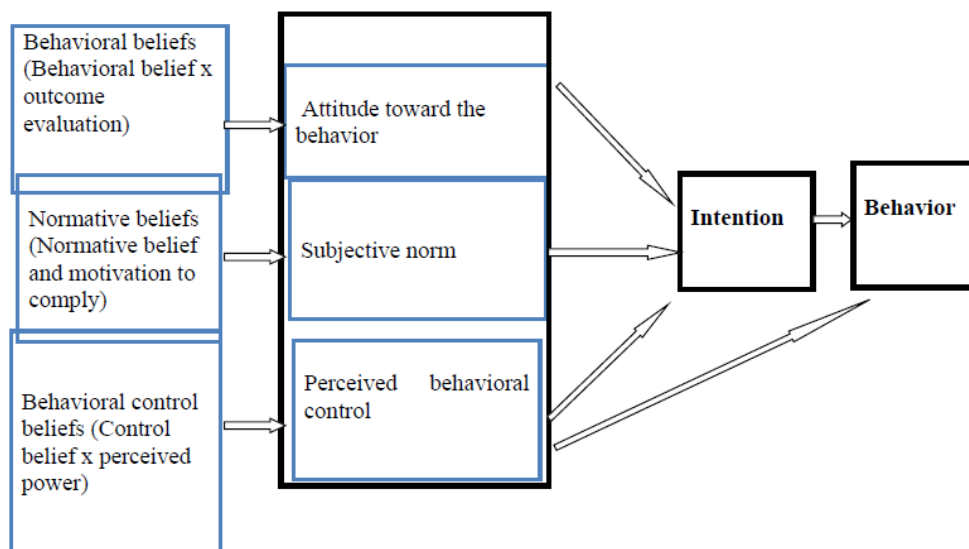 Behavioral beliefs
(Behavioral belief x
outcome
evaluation)
Attitude toward the
behavior
Normative beliefs
(Normative belief
and motivation to
comply)
Subjective norm
Behavioral control
beliefs (Control
belief x perceived
power)
Perceived behavioral
control
Intention
Behavior